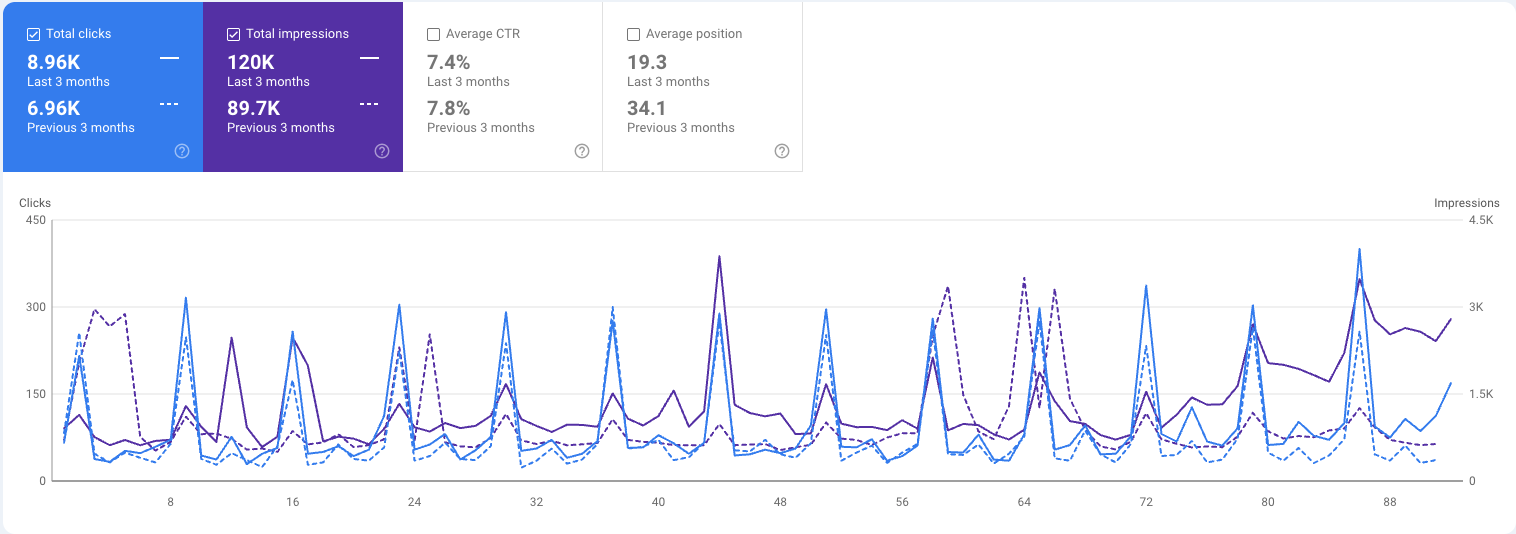 Total clicks
8.96K
Last 3 months
6.96K
Previous 3 months
Total impressions
120K
Last 3 months
89.7K
Previous 3 months
Average CTR
7.4%
Last 3 months
7.8%
Previous 3 months
Average position
19.3
Last 3 months
34.1
Previous 3 months
Clicks
Impressions
450
300
150
0
4.5K
3K
1.5K
0
8 16 24 32 40 48 56 64 72 80 88